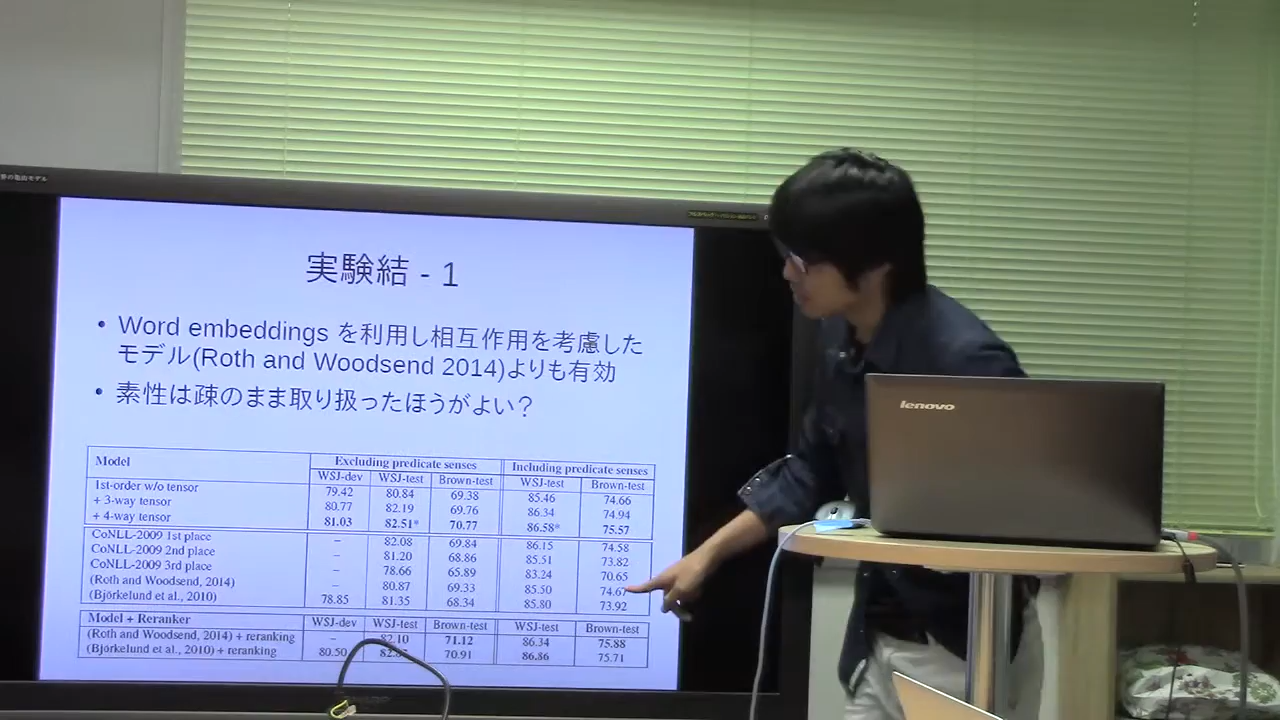 界の亀山モデル
実験結 - 1
• Word embeddings を利用し相互作用を考慮した
モデル(Roth and Woodsend 2014)よりも有効
• 素性は疎のまま取り扱ったほうがよい？
Model Excluding predicate senses Including predicate senses
WSJ-dev WSJ-test Brown-test WSJ-test Brown-test
1st-order w/o tensor 79.42 80.84 69.38 85.46 74.66
+ 3-way tensor 80.77 82.19 69.76 86.34 74.94
+ 4-way tensor 81.03 82.51* 70.77 86.58* 75.57
CoNLL-2009 1st place – 82.08 69.84 86.15 74.58
CoNLL-2009 2nd place – 81.20 68.86 85.51 73.82
CoNLL-2009 3rd place – 78.66 65.89 83.24 70.65
(Roth and Woodsend, 2014) – 80.87 69.33 85.50 74.67
(Björkelund et al., 2010) 78.85 81.35 68.34 85.80 73.92
Model + Reranker WSJ-dev WSJ-test Brown-test WSJ-test Brown-test
(Roth and Woodsend, 2014) + reranking – 82.10 71.12 86.34 75.88
(Björkelund et al., 2010) + reranking 80.50 70.91 86.86 75.71
lenovo